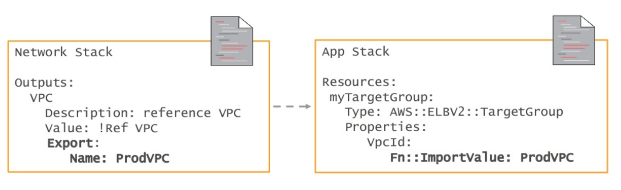 Network Stack
Outputs:
VPC
Description: reference VPC
Value: !Ref VPC
Export:
Name: ProdVPC
App Stack
Resources:
myTargetGroup:
Type: AWS::ELBV2::TargetGroup
Properties:
VpcId:
Fn::ImportValue: ProdVPC